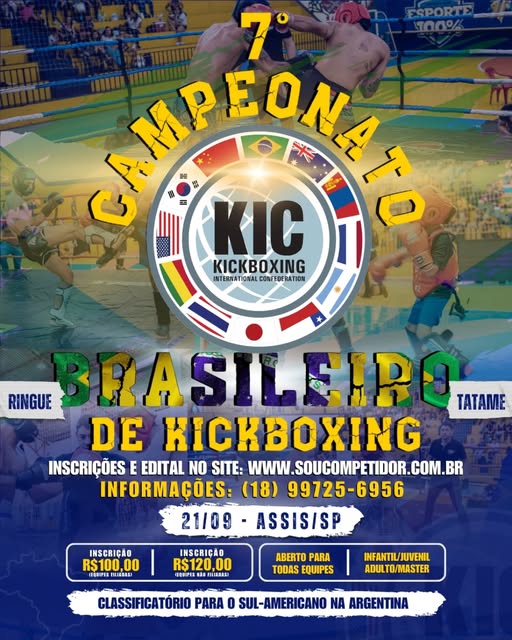 7º
CAMPEONATO
ESPORTE
100%
KIC
KICKBOXING
INTERNATIONAL CONFEDERATION
BRASILEIRO
RINGUE
TATAME
DE KICKBOXING
INSCRIÇÕES E EDITAL NO SITE: WWW.SOUCOMPETIDOR.COM.BR
INFORMAÇÕES: (18) 99725-6956
21/09 - ASSIS/SP
INSCRIÇÃO
R$100,00
(EQUIPES FILIADAS)
INSCRIÇÃO
R$120,00
(EQUIPES NÃO FILIADAS)
ABERTO PARA
TODAS EQUIPES
INFANTIL/JUVENIL
ADULTO/MASTER
CLASSIFICATÓRIO PARA O SUL-AMERICANO NA ARGENTINA